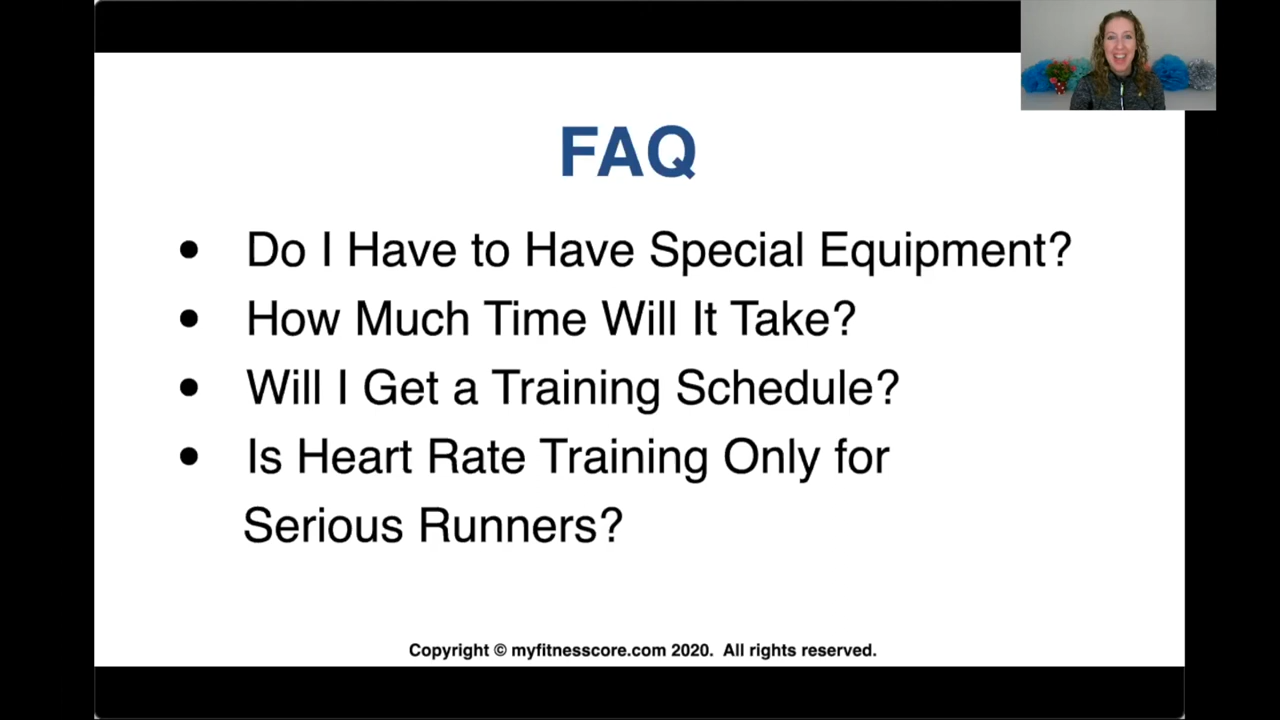 FAQ
• Do I Have to Have Special Equipment?
• How Much Time Will It Take?
• Will I Get a Training Schedule?
• Is Heart Rate Training Only for
Serious Runners?
Copyright © myfitnesscore.com 2020. All rights reserved.